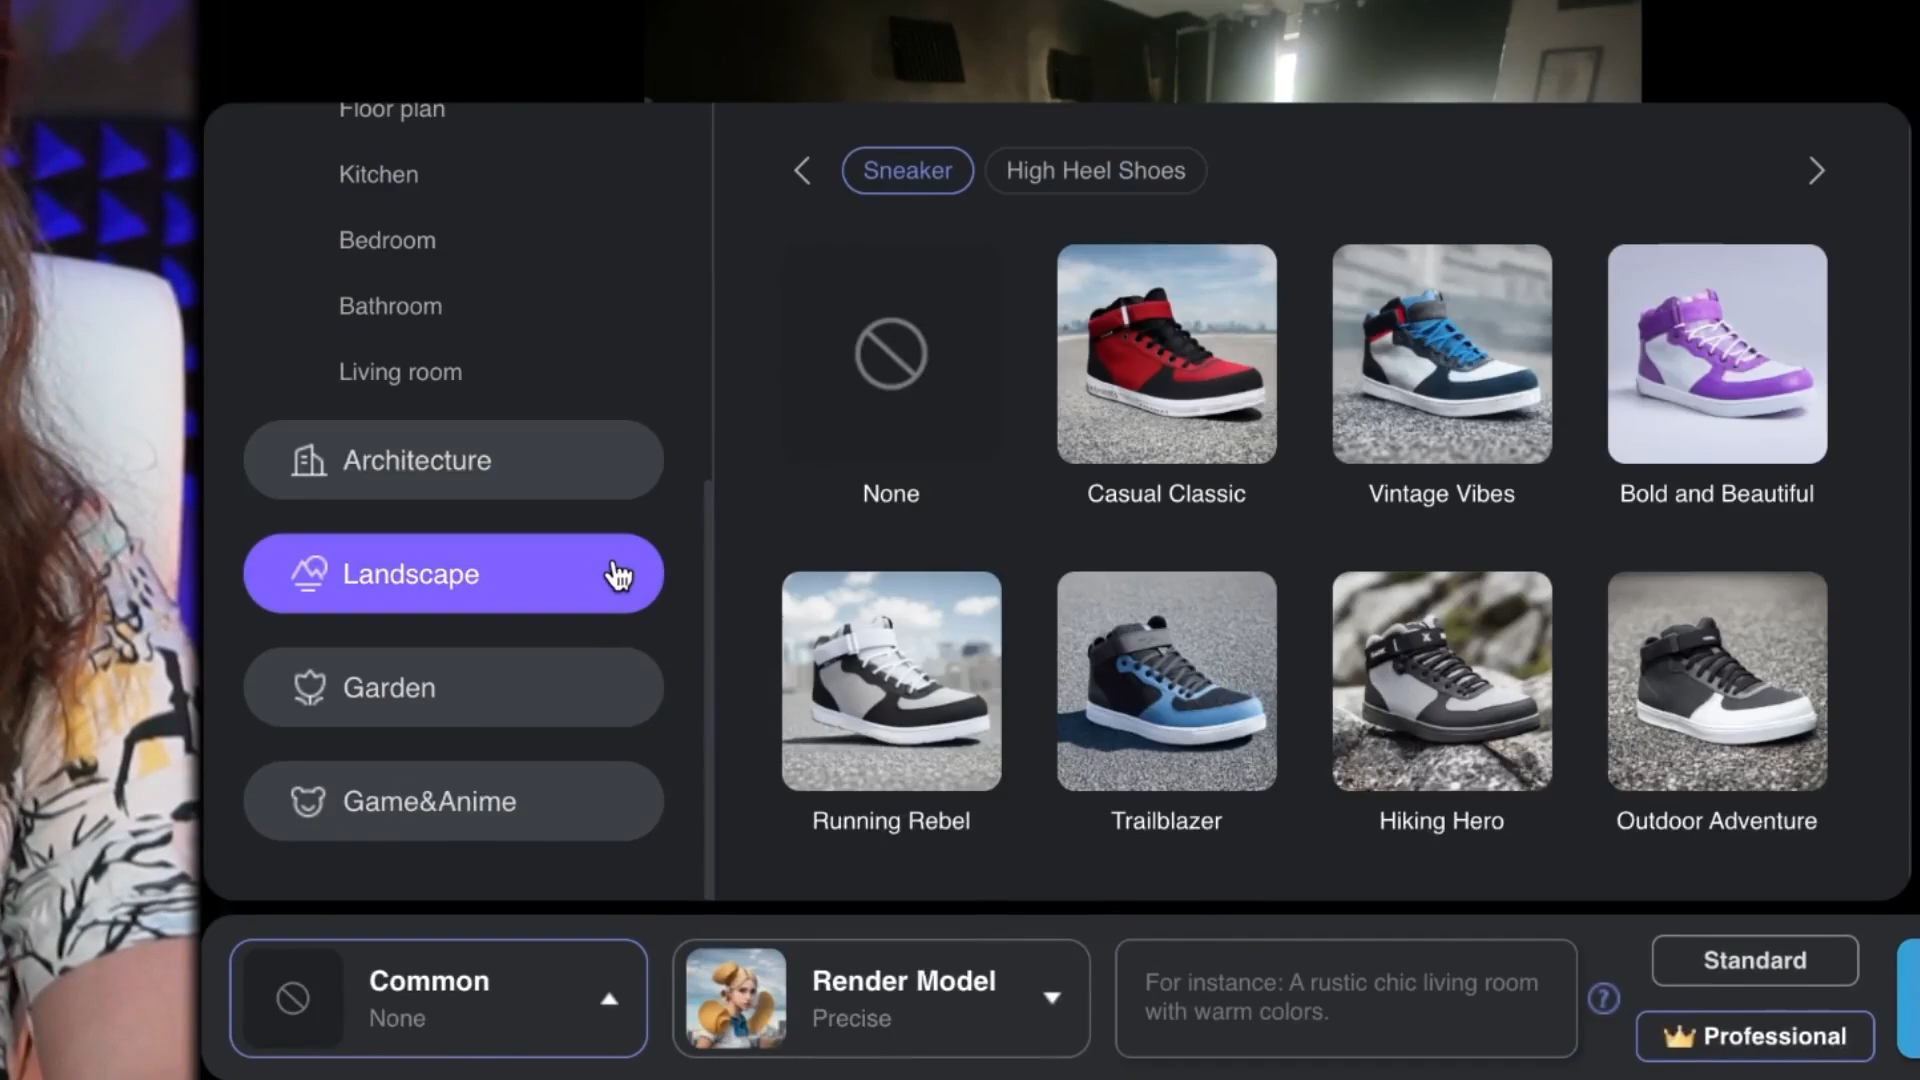 Floor plan
Kitchen
Bedroom
Bathroom
Living room
Architecture
Landscape
Garden
Game&Anime
Sneaker
High Heel Shoes
None
Casual Classic
Vintage Vibes
Bold and Beautiful
Running Rebel
Trailblazer
Hiking Hero
Outdoor Adventure
Common
None
Render Model
Precise
For instance: A rustic chic living room
with warm colors.
?
Standard
Professional